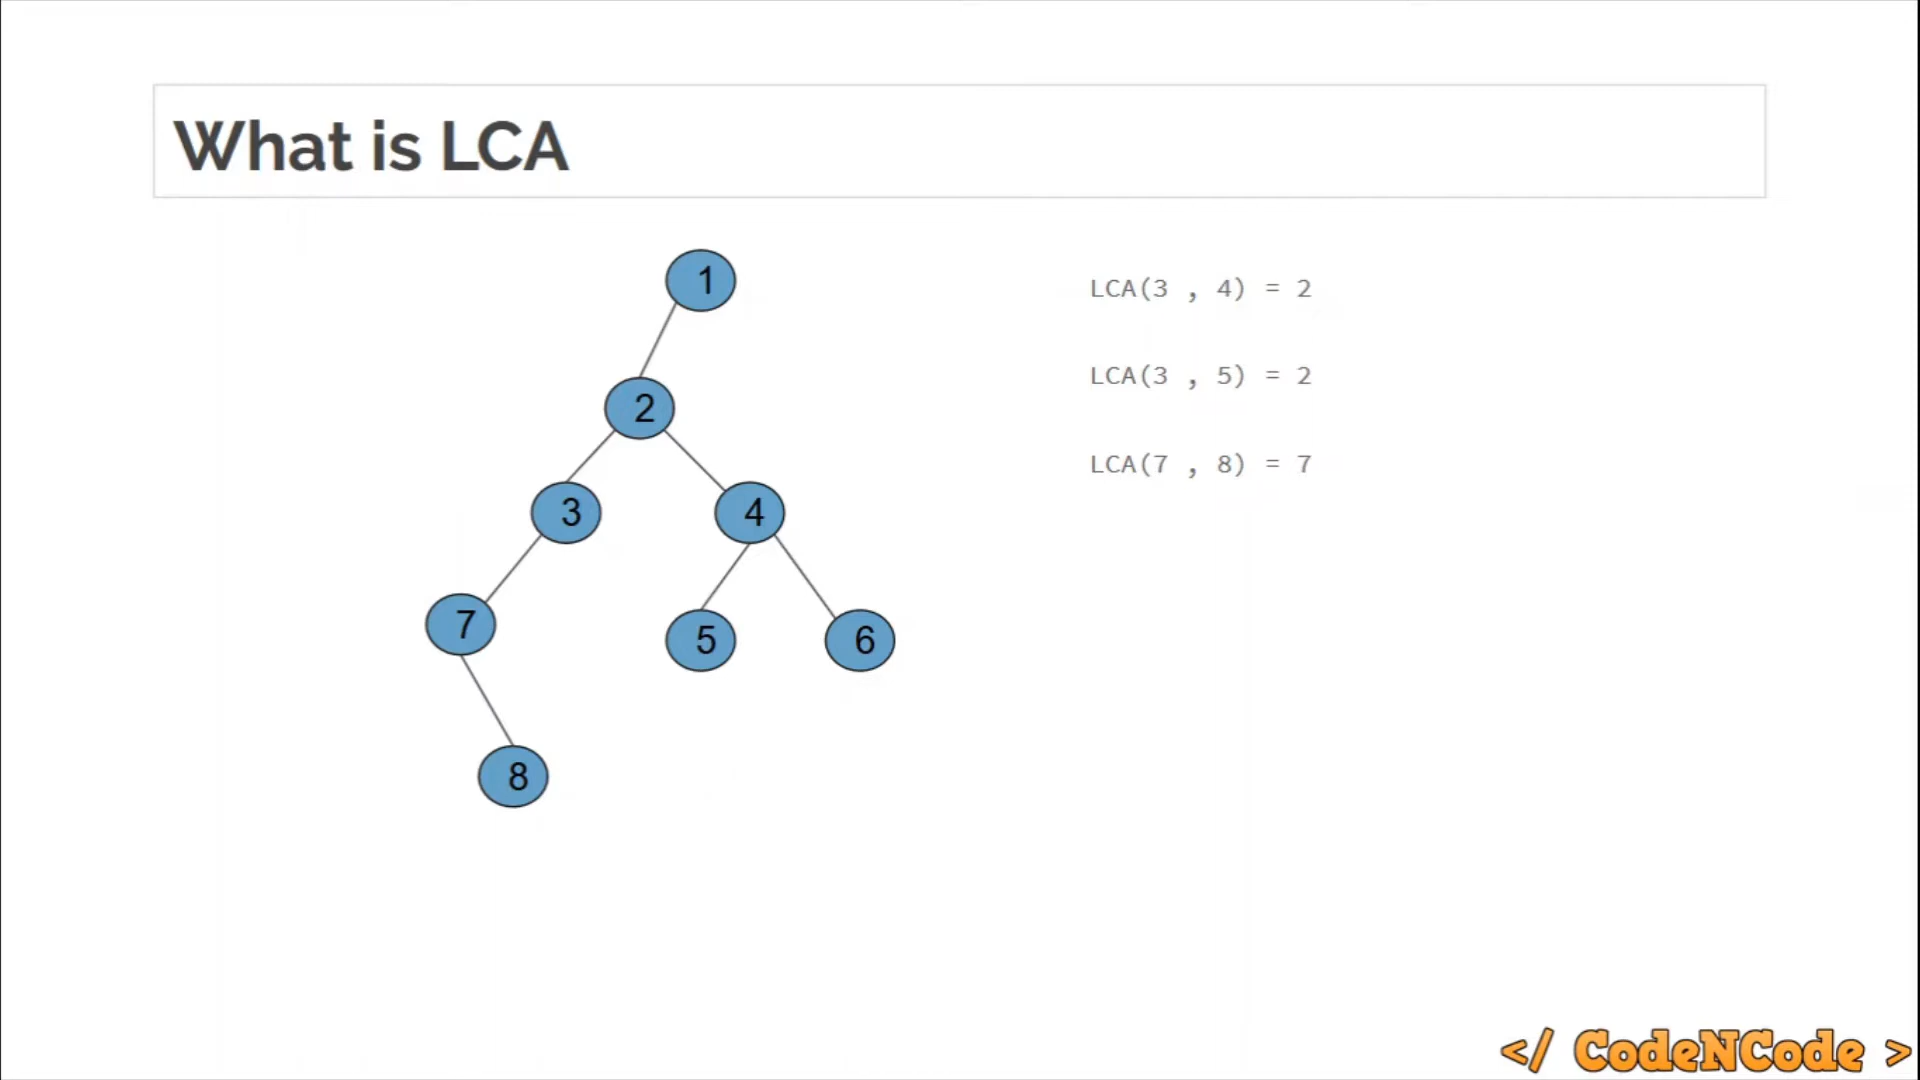 What is LCA
1
2
3
4
7
5
6
8
LCA(3 , 4) = 2
LCA(3 , 5) = 2
LCA(7 , 8) = 7
</ CodeNCode >